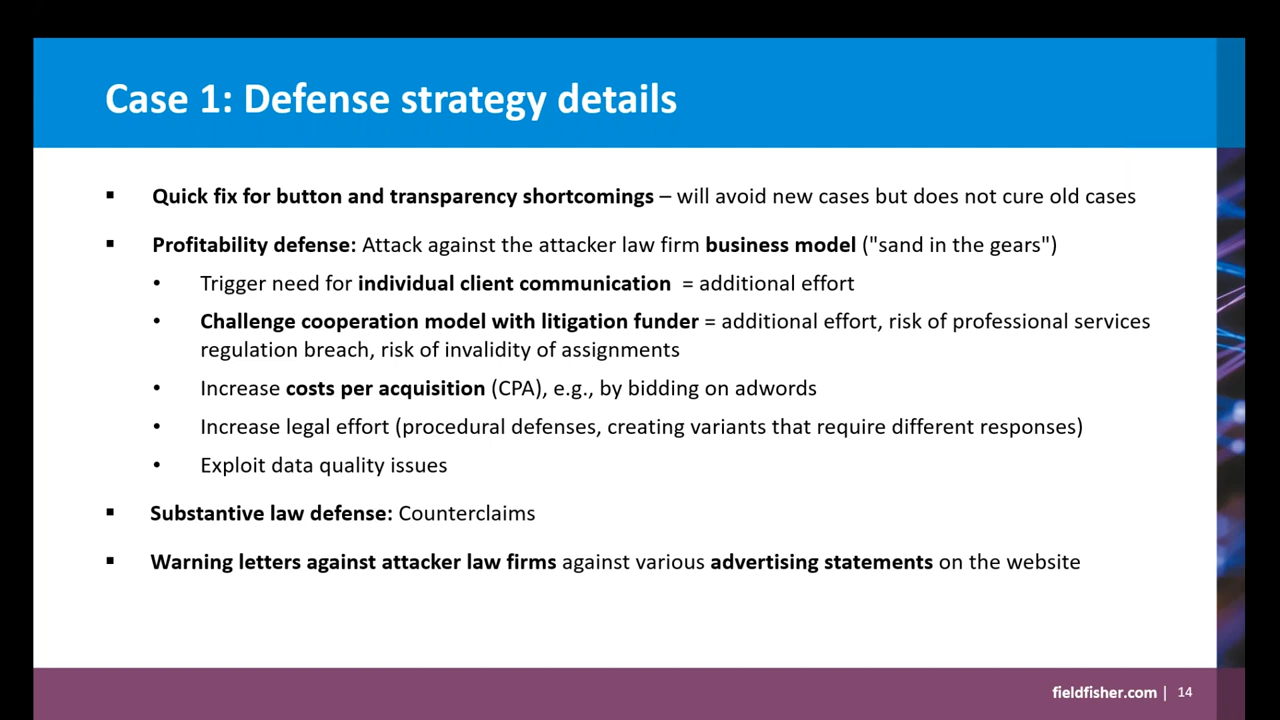 Case 1: Defense strategy details
▪ Quick fix for button and transparency shortcomings – will avoid new cases but does not cure old cases
▪ Profitability defense: Attack against the attacker law firm business model ("sand in the gears")
• Trigger need for individual client communication = additional effort
• Challenge cooperation model with litigation funder = additional effort, risk of professional services
regulation breach, risk of invalidity of assignments
• Increase costs per acquisition (CPA), e.g., by bidding on adwords
• Increase legal effort (procedural defenses, creating variants that require different responses)
• Exploit data quality issues
▪ Substantive law defense: Counterclaims
▪ Warning letters against attacker law firms against various advertising statements on the website
fieldfisher.com | 14